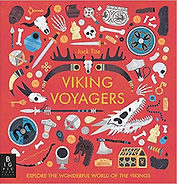 Jack Tite
VIKING
VOYAGERS
EXPLORE THE WONDERFUL WORLD OF THE VIKINGS
B I G
P I C
T U R E